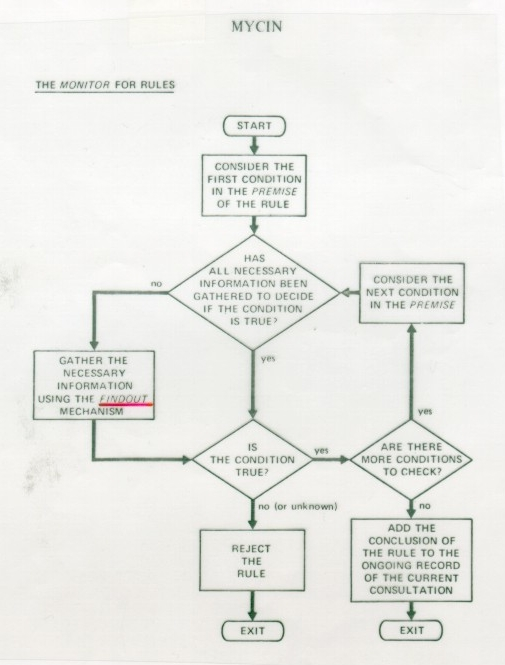 MYCIN
THE MONITOR FOR RULES
START
CONSIDER THE
FIRST CONDITION
IN THE PREMISE
OF THE RULE
HAS
ALL NECESSARY
INFORMATION BEEN
GATHERED TO DECIDE
IF THE CONDITION
IS TRUE?
no
yes
CONSIDER THE
NEXT CONDITION
IN THE PREMISE
GATHER THE
NECESSARY
INFORMATION
USING THE FINDOUT
MECHANISM
IS
THE CONDITION
TRUE?
yes
no (or unknown)
ARE THERE
MORE CONDITIONS
TO CHECK?
yes
no
REJECT
THE
RULE
ADD THE
CONCLUSION OF
THE RULE TO THE
ONGOING RECORD
OF THE CURRENT
CONSULTATION
EXIT
EXIT